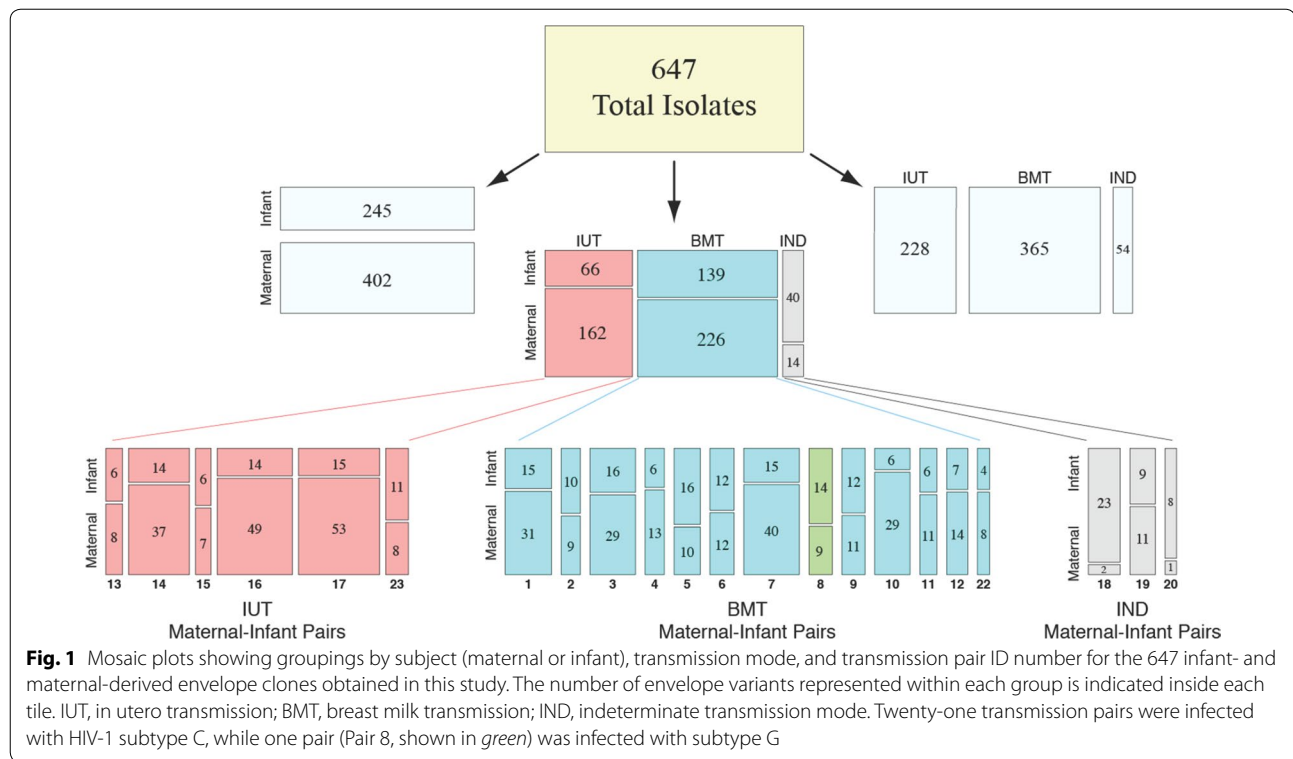 647
Total Isolates
Infant
245
Maternal
402
IUT BMT IND
Infant
66 139 40
Maternal
162 226 14
IUT BMT IND
228 365 54
Infant
6 14 6 14 15 11
Maternal
8 37 7 49 53 8
13 14 15 16 17 23
IUT
Maternal-Infant Pairs
Infant
15 10 16 6 16 12 15 14 12 6 6 7 4
Maternal
31 9 29 13 10 12 40 9 11 29 11 14 8
1 2 3 4 5 6 7 8 9 10 11 12 22
BMT
Maternal-Infant Pairs
Infant
23 9 8
Maternal
2 11 1
18 19 20
IND
Maternal-Infant Pairs
Fig. 1 Mosaic plots showing groupings by subject (maternal or infant), transmission mode, and transmission pair ID number for the 647 infant- and
maternal-derived envelope clones obtained in this study. The number of envelope variants represented within each group is indicated inside each
tile. IUT, in utero transmission; BMT, breast milk transmission; IND, indeterminate transmission mode. Twenty-one transmission pairs were infected
with HIV-1 subtype C, while one pair (Pair 8, shown in green) was infected with subtype G